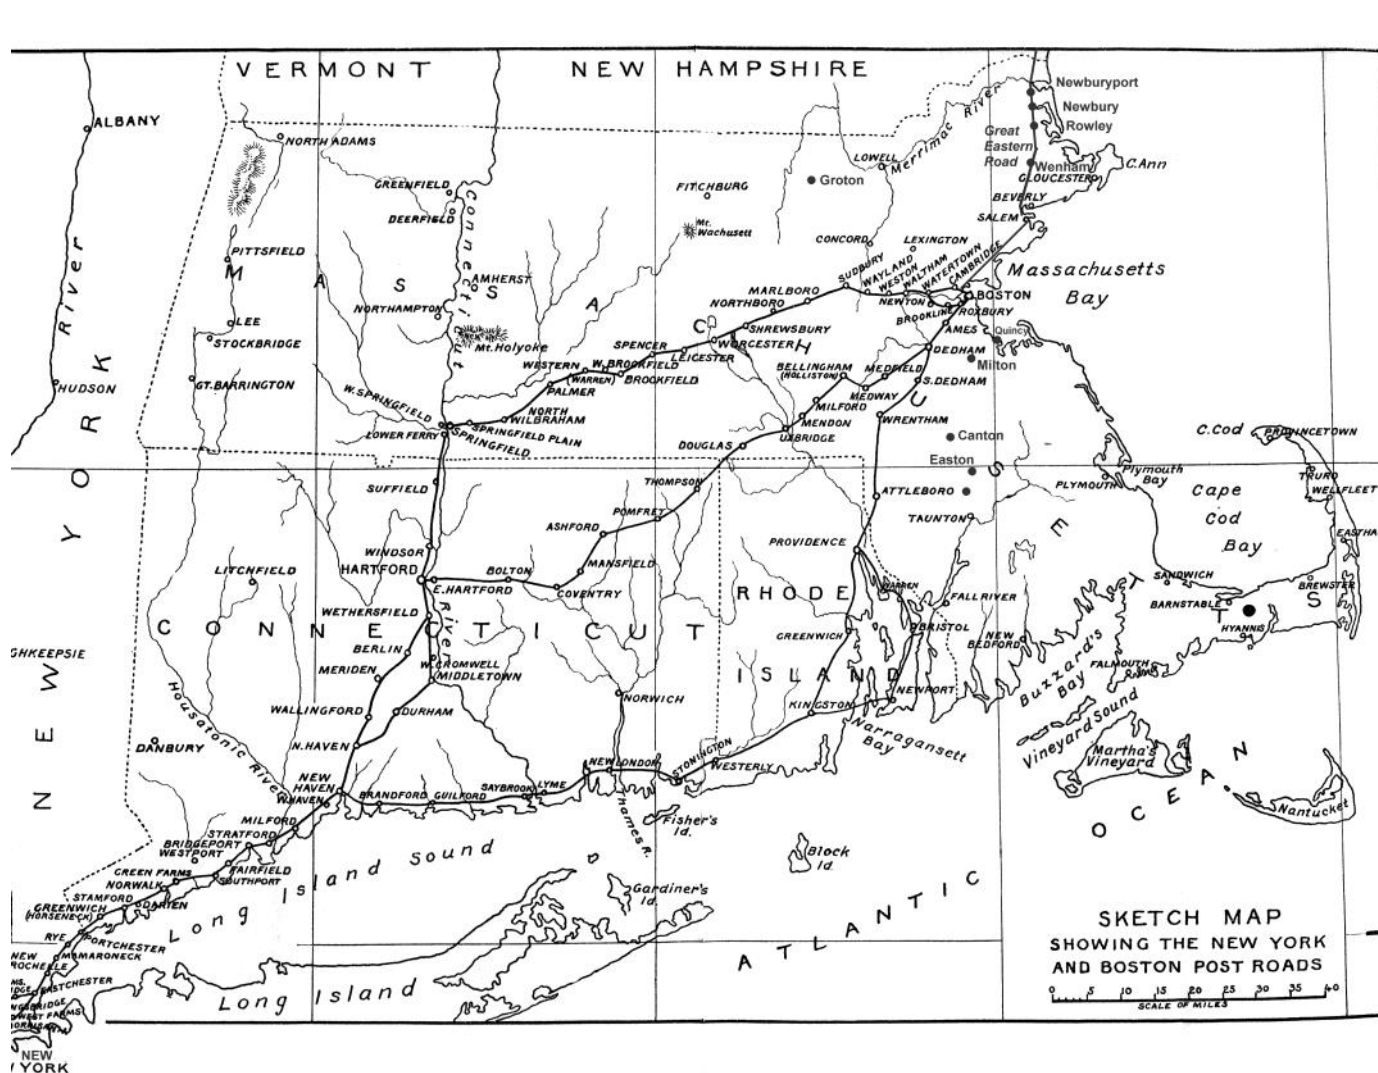 VERMONT
NEW HAMPSHIRE
ALBANY
NORTH ADAMS
GREENFIELD
DEERFIELD
FITCHBURG
Mt. Wachusett
Groton
LOWELL
Merrimac River
Great
Eastern
Road
Newburyport
Newbury
Rowley
Wenham
C. Ann
GLOUCESTER
BEVERLY
SALEM
River
PITTSFIELD
Connecticut
AMHERST
NORTHAMPTON
CONCORD
LEXINGTON
SUDBURY
WAYLAND
WESTON
WALTHAM
WATERTOWN
CAMBRIDGE
Massachusetts
Bay
MASSACHUSETTS
MARLBORO
NORTHBORO
NEWTON
BOSTON
BROOKLINE
ROXBURY
AMES
Quincy
LEE
STOCKBRIDGE
Mt. Holyoke
SHREWSBURY
WORCESTER
SPENCER
LEICESTER
DEDHAM
Milton
HUDSON
GT. BARRINGTON
WESTERN
(WARREN)
W. BROOKFIELD
BROOKFIELD
PALMER
BELLINGHAM
(HOLLISTON)
MEDFIELD
S. DEDHAM
MEDWAY
MILFORD
MENDON
WRENTHAM
W. SPRINGFIELD
NORTH
WILBRAHAM
SPRINGFIELD PLAIN
LOWER FERRY
SPRINGFIELD
UXBRIDGE
DOUGLAS
Canton
Easton
C. Cod
PROVINCETOWN
Plymouth
Bay
PLYMOUTH
TRURO
WELLFLEET
Cape
Cod
Bay
NEW YORK
SUFFIELD
THOMPSON
ATTLEBORO
TAUNTON
POMFRET
ASHFORD
EASTHA
WINDSOR
HARTFORD
PROVIDENCE
LITCHFIELD
BOLTON
MANSFIELD
E. HARTFORD
COVENTRY
RHODE
ISLAND
WARREN
FALL RIVER
SANDWICH
BREWSTER
BARNSTABLE
HYANNIS
WETHERSFIELD
River
CONNECTICUT
GREENWICH
BRISTOL
NEW
BEDFORD
GHKEEPSIE
BERLIN
MERIDEN
W. CROMWELL
MIDDLETOWN
FALMOUTH
Buzzard's
Bay
Vineyard Sound
NORWICH
KINGSTON
NEWPORT
Narragansett
Bay
WALLINGFORD
DURHAM
Housatonic River
DANBURY
N. HAVEN
STONINGTON
WESTERLY
Martha's
Vineyard
NEW
HAVEN
W. HAVEN
NEW LONDON
BRANDFORD
GUILFORD
SAYBROOK
LYME
Thames R.
Fisher's
Id.
Nantucket
MILFORD
STRATFORD
BRIDGEPORT
WESTPORT
FAIRFIELD
SOUTHPORT
GREEN FARMS
NORWALK
STAMFORD
DARIEN
GREENWICH
(HORSENECK)
Long Island Sound
Block
Id.
Gardiner's
Id.
ATLANTIC
OCEAN
RYE
PORTCHESTER
MAMARONECK
NEW
ROCHELLE
EASTCHESTER
WEST FARMS
Long Island
NEW
YORK
SKETCH MAP
SHOWING THE NEW YORK
AND BOSTON POST ROADS
0 5 10 15 20 25 30 35 40
SCALE OF MILES